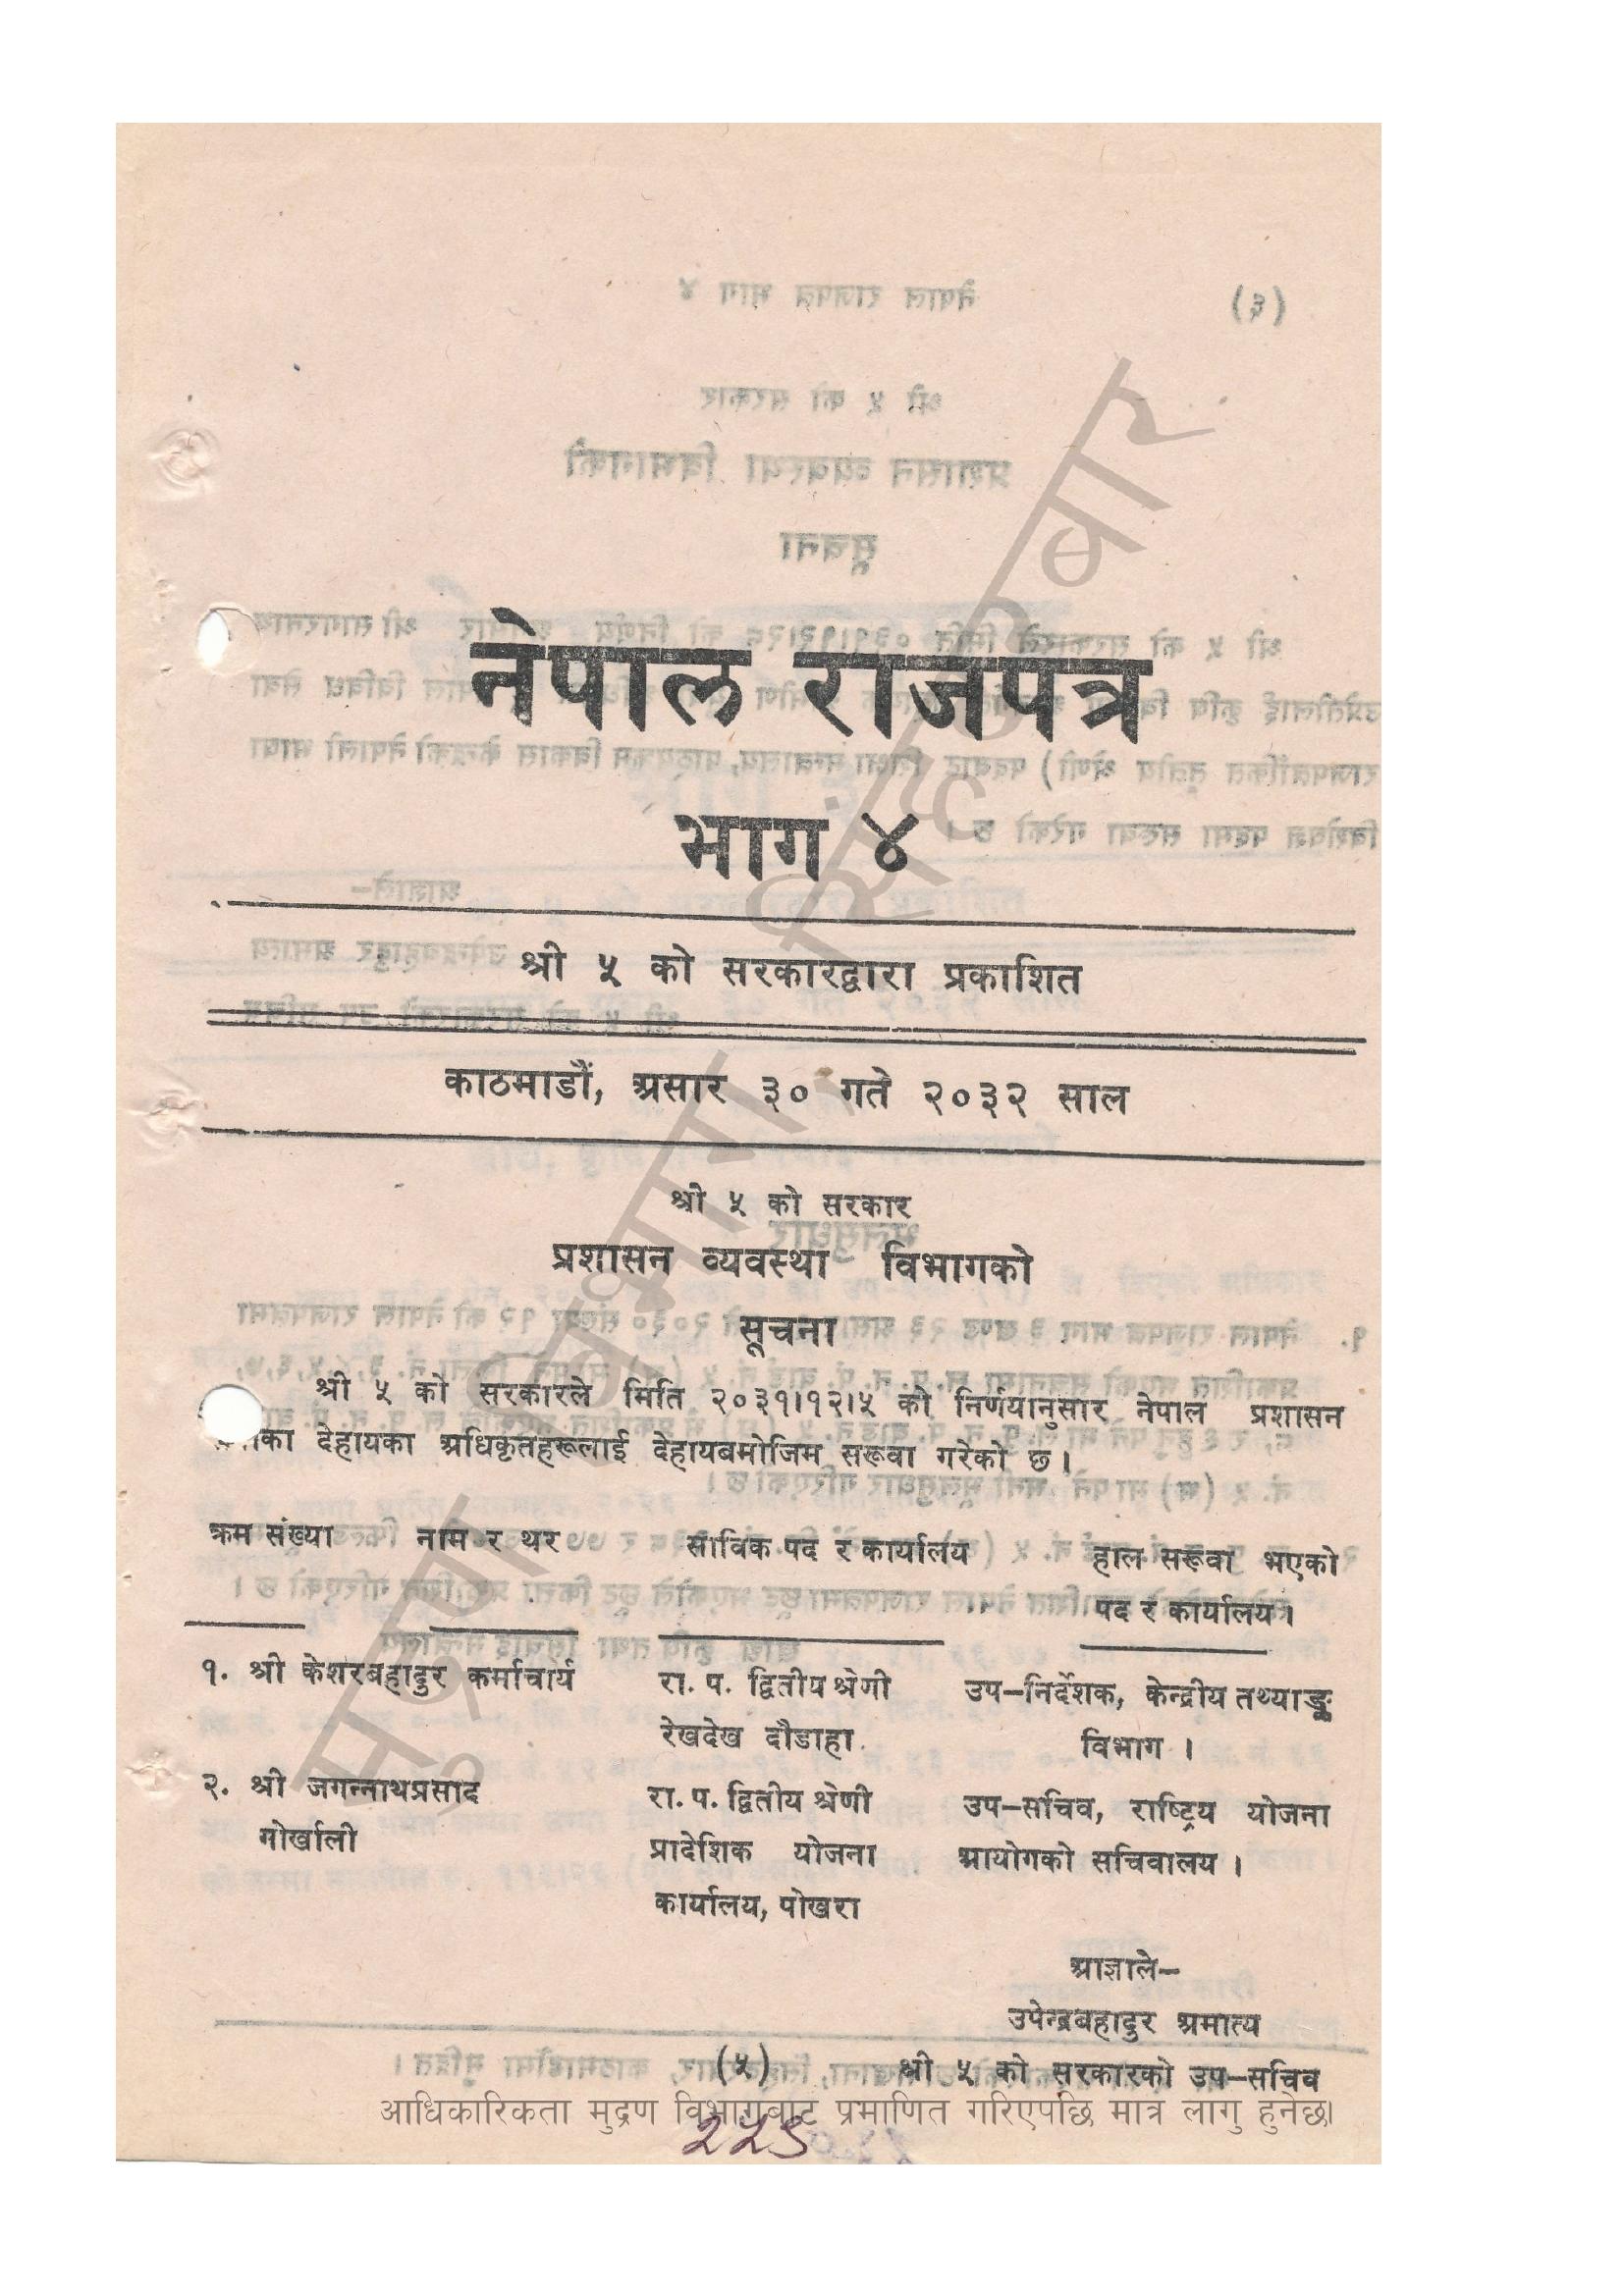 नेपाल राजपत्र
भाग ४
श्री ५ को सरकारद्वारा प्रकाशित
काठमाडौं, असार ३० गते २०३२ साल
श्री ५ को सरकार
प्रशासन व्यवस्था विभागको
सूचना
श्री ५ को सरकारले मिति २०३१।१२।५ को निर्णयानुसार नेपाल प्रशासन
देहायका अधिकृतहरूलाई देहायबमोजिम सरूवा गरेको छ।
क्रम संख्या नाम र थर साविक पद र कार्यालय हाल सरूवा भएको
पद र कार्यालय।
१. श्री केशरबहादुर कर्माचार्य रा. प. द्वितीय श्रेणी उप–निर्देशक, केन्द्रीय तथ्याङ्क
रेखदेख दौडाहा विभाग ।
२. श्री जगन्नाथप्रसाद रा. प. द्वितीय श्रेणी उप–सचिव, राष्ट्रिय योजना
गोर्खाली प्रादेशिक योजना आयोगको सचिवालय ।
कार्यालय, पोखरा
आज्ञाले–
उपेन्द्रबहादुर अमात्य
(५) श्री ५ को सरकारको उप–सचिव
आधिकारिकता मुद्रण विभागबाट प्रमाणित गरिएपछि मात्र लागु हुनेछ।
मुद्रण विभाग, सिंहदरवार